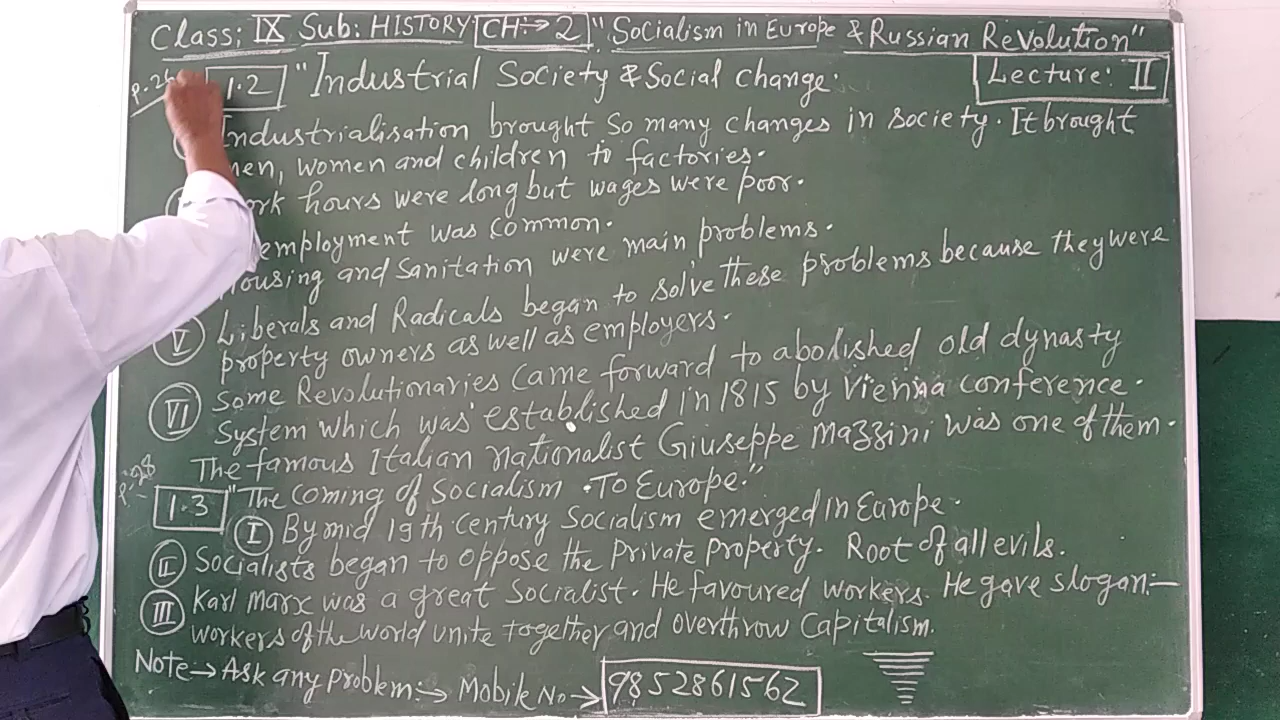 Class; IX Sub: HISTORY CH:→ 2 "Socialism in Europe & Russian Revolution"
1.2 "Industrial Society & Social change: Lecture: II
Industrialisation brought so many changes in society. It brought
men, women and children to factories.
hours were long but wages were poor.
employment was common.
ousing and sanitation were main problems.
V Liberals and Radicals began to solve these problems because they were
property owners as well as employers.
VI Some Revolutionaries came forward to abolished old dynasty
System which was established in 1815 by Vienna conference.
The famous Italian nationalist Giuseppe Mazzini was one of them.
P.28
1.3 "The Coming of Socialism To Europe."
I By mid 19th Century Socialism emerged in Europe.
II Socialists began to oppose the Private Property. Root of all evils.
III Karl Marx was a great Socialist. He favoured workers. He gave slogan:-
workers of the world unite together and overthrow Capitalism.
Note → Ask any Problem:→ Mobile No → 9852861562